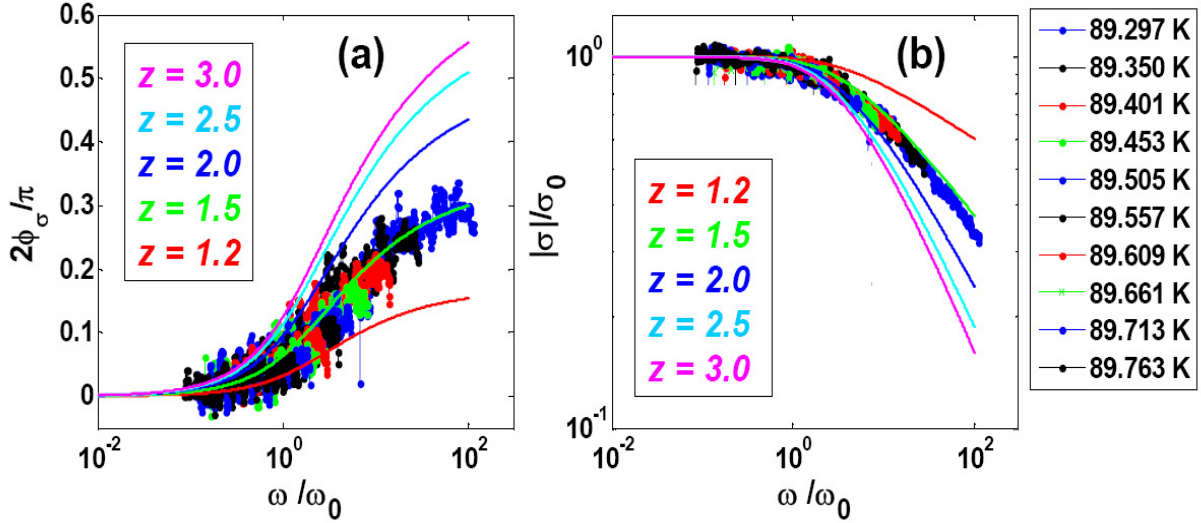 0.6
0.5
0.4
0.3
0.2
0.1
0
2ϕσ/π
(a)
z = 3.0
z = 2.5
z = 2.0
z = 1.5
z = 1.2
10^-2
10^0
10^2
ω/ω0
(b)
10^0
10^-1
|σ|/σ0
z = 1.2
z = 1.5
z = 2.0
z = 2.5
z = 3.0
10^-2
10^0
10^2
ω/ω0
89.297 K
89.350 K
89.401 K
89.453 K
89.505 K
89.557 K
89.609 K
89.661 K
89.713 K
89.763 K